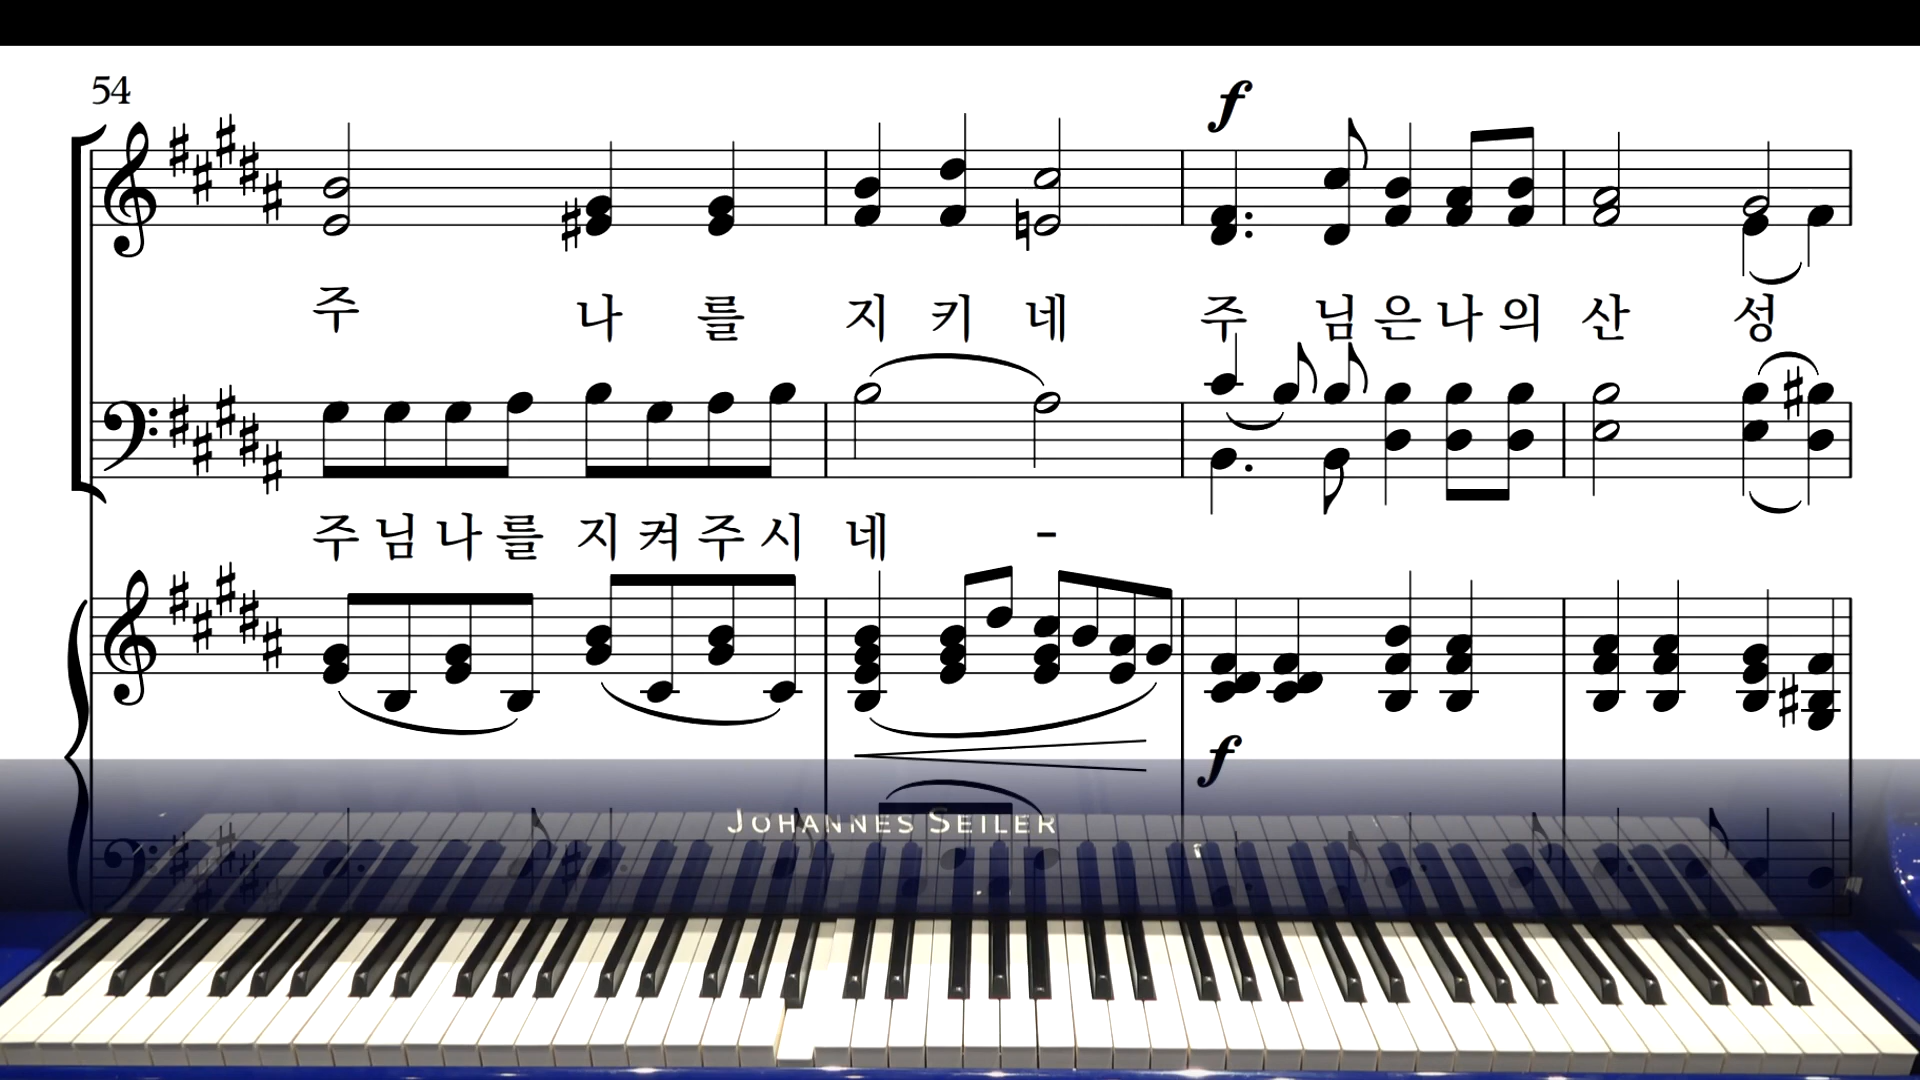 54
f
주 나 를 지 키 네 주 님 은 나 의 산 성
주 님 나 를 지 켜 주 시 네 -
f
JOHANNES SEILER